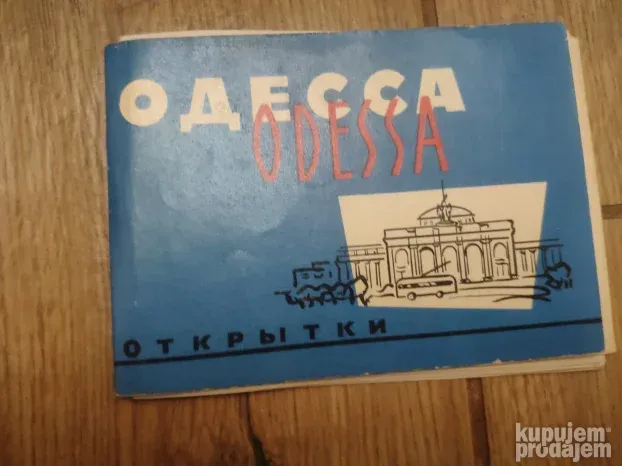 ОДЕССА
ODESSA
ОТКРЫТКИ
kupujem
prodajem